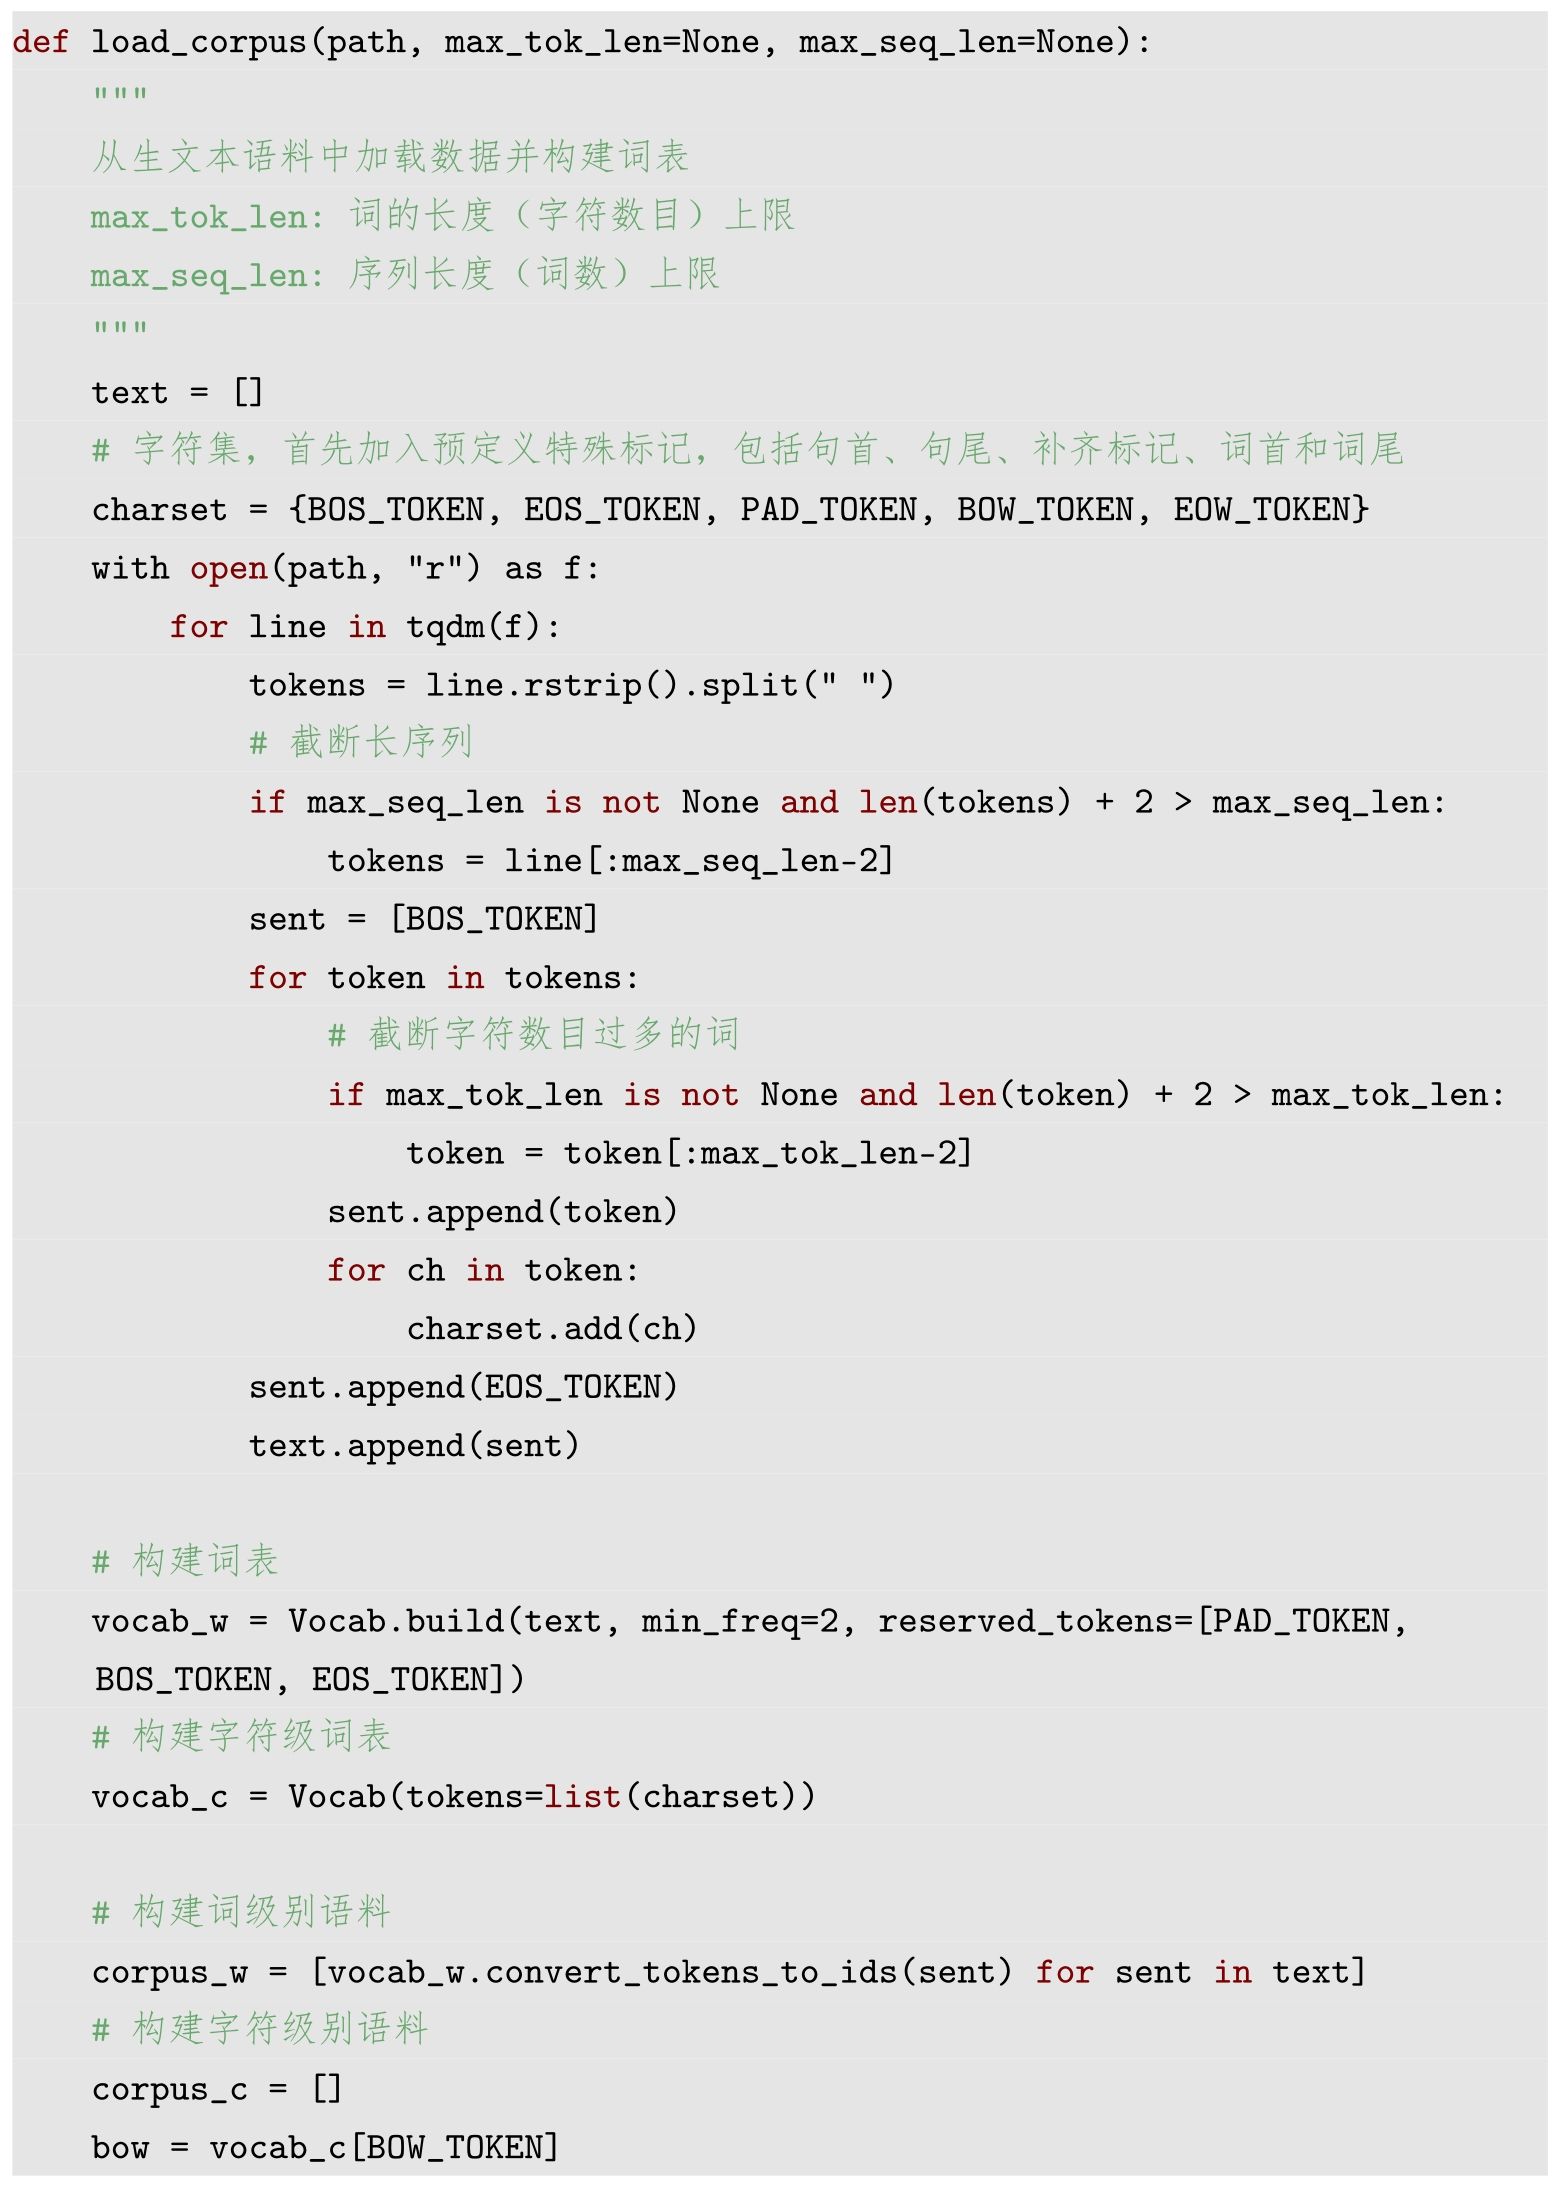 def load_corpus(path, max_tok_len=None, max_seq_len=None):
    """
    从生文本语料中加载数据并构建词表
    max_tok_len: 词的长度（字符数目）上限
    max_seq_len: 序列长度（词数）上限
    """
    text = []
    # 字符集，首先加入预定义特殊标记，包括句首、句尾、补齐标记、词首和词尾
    charset = {BOS_TOKEN, EOS_TOKEN, PAD_TOKEN, BOW_TOKEN, EOW_TOKEN}
    with open(path, "r") as f:
        for line in tqdm(f):
            tokens = line.rstrip().split(" ")
            # 截断长序列
            if max_seq_len is not None and len(tokens) + 2 > max_seq_len:
                tokens = line[:max_seq_len-2]
            sent = [BOS_TOKEN]
            for token in tokens:
                # 截断字符数目过多的词
                if max_tok_len is not None and len(token) + 2 > max_tok_len:
                    token = token[:max_tok_len-2]
                sent.append(token)
                for ch in token:
                    charset.add(ch)
            sent.append(EOS_TOKEN)
            text.append(sent)

    # 构建词表
    vocab_w = Vocab.build(text, min_freq=2, reserved_tokens=[PAD_TOKEN,
    BOS_TOKEN, EOS_TOKEN])
    # 构建字符级词表
    vocab_c = Vocab(tokens=list(charset))

    # 构建词级别语料
    corpus_w = [vocab_w.convert_tokens_to_ids(sent) for sent in text]
    # 构建字符级别语料
    corpus_c = []
    bow = vocab_c[BOW_TOKEN]